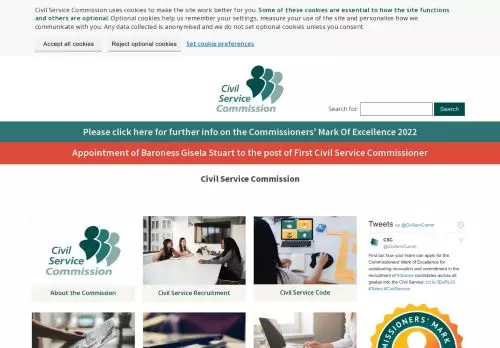 Civil Service Commission uses cookies to make the site work better for you. Some of these cookies are essential to how the site functions
and others are optional. Optional cookies help us remember your settings, measure your use of the site and personalise how we
communicate with you. Any data collected is anonymised and we do not set optional cookies unless you consent.
Accept all cookies Reject optional cookies Set cookie preferences
Civil
Service
Commission
Search for: Search
Please click here for further info on the Commissioners' Mark Of Excellence 2022
Appointment of Baroness Gisela Stuart to the post of First Civil Service Commissioner
Civil Service Commission
Civil
Service
Commission
About the Commission
Civil Service Recruitment
Civil Service Code
Tweets by @CivServComm
CSC
@CivServComm
Find out how your team can apply for the
Commissioners' Mark of Excellence for
outstanding innovation and commitment in the
recruitment of #diverse candidates across all
grades into the Civil Service:
#Talent #CivilService
COMMISSIONERS' MARK